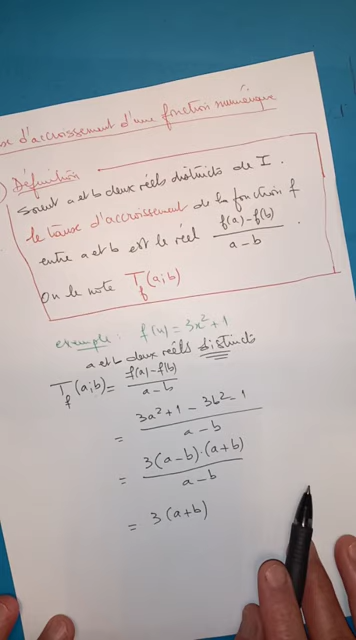 d'accroissement d'une fonction numérique
Définition
Soient a et b deux réels distincts de I.
le taux d'accroissement de la fonction f
entre a et b est le réel f(a)-f(b) / a-b .
On le note T_f(a;b)
exemple : f(x) = 3x²+1
a et b deux réels distincts
T_f(a;b) = f(a)-f(b) / a-b
= 3a²+1-3b²-1 / a-b
= 3(a-b).(a+b) / a-b
= 3(a+b)